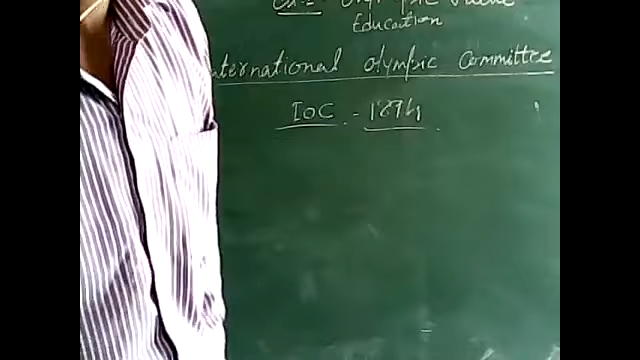 Olympic Value
Education
International Olympic Committee
IOC - 1894